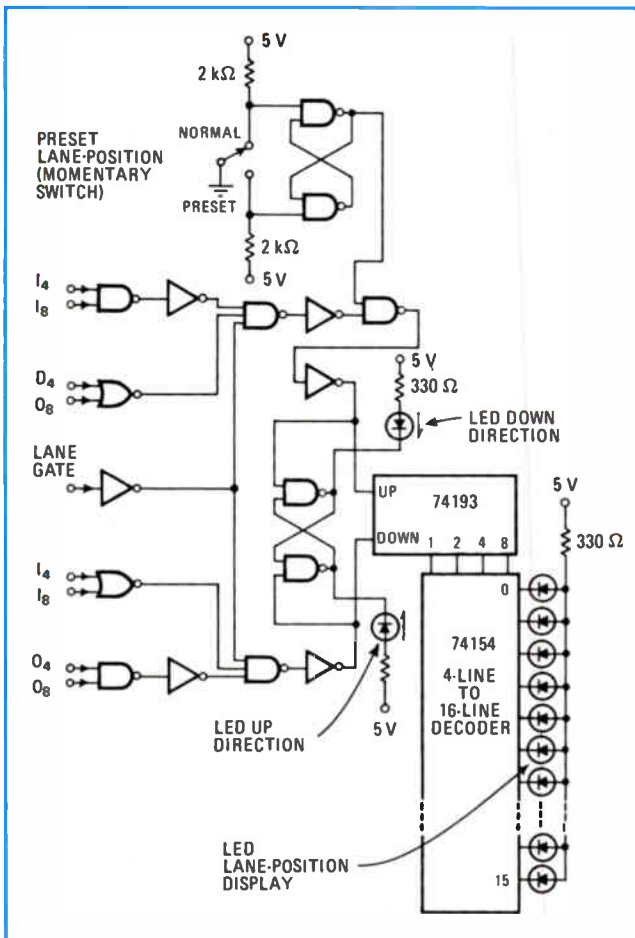 5 V
2 kΩ
PRESET
LANE-POSITION
(MOMENTARY
SWITCH)
NORMAL
PRESET
2 kΩ
5 V
I4
I8
D4
O8
LANE
GATE
I4
I8
O4
O8
5 V
330 Ω
LED DOWN
DIRECTION
UP
74193
DOWN
1 2 4 8
5 V
330 Ω
0
74154
4-LINE
TO
16-LINE
DECODER
5 V
LED UP
DIRECTION
LED
LANE-POSITION
DISPLAY
15